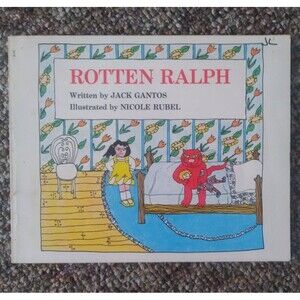 ROTTEN RALPH
Written by JACK GANTOS
Illustrated by NICOLE RUBEL